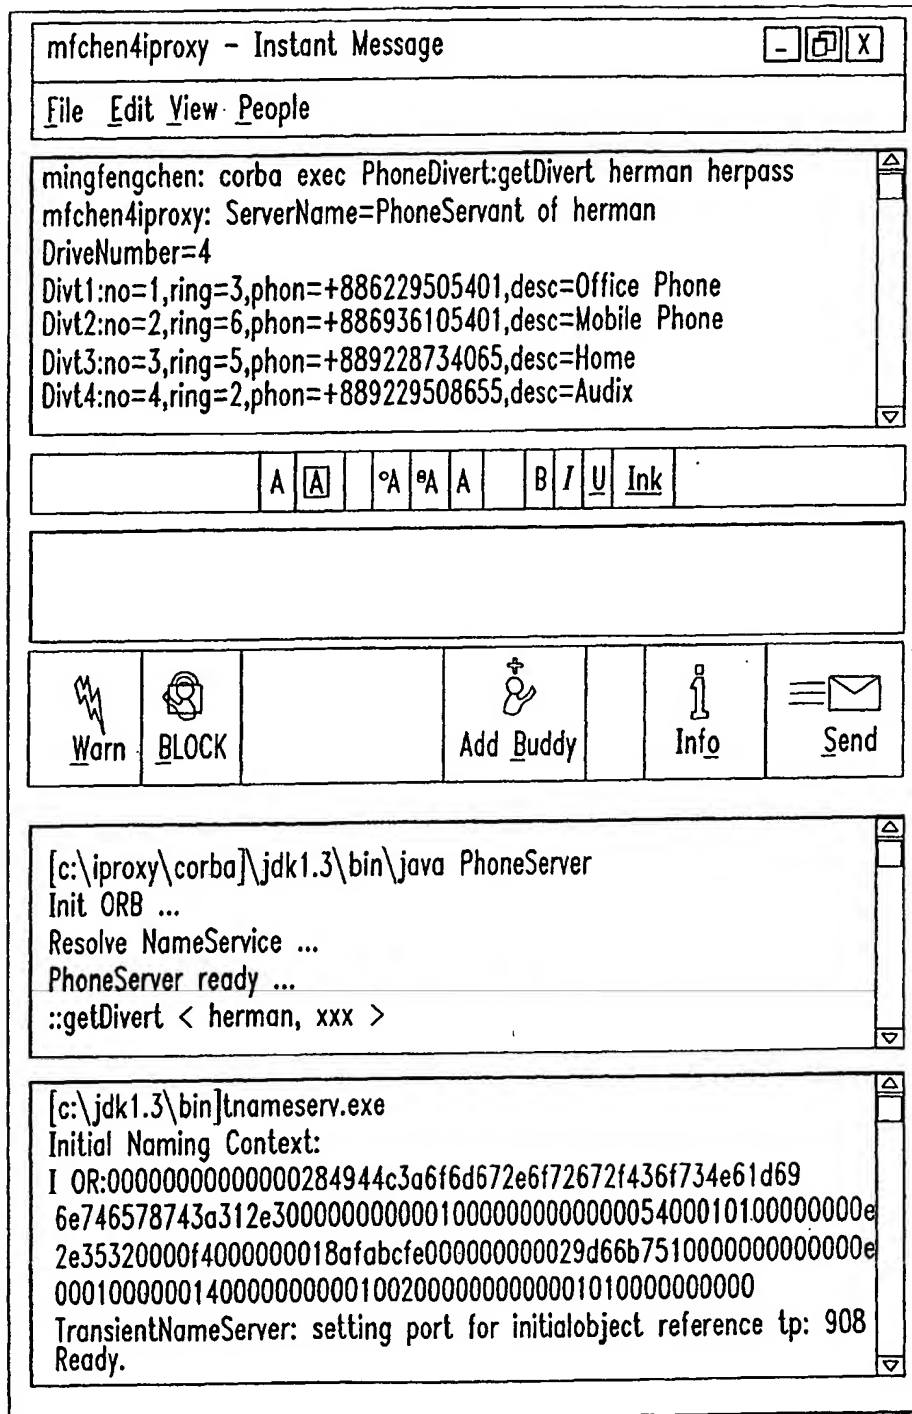 mfchen4iproxy – Instant Message - X
File Edit View People
mingfengchen: corba exec PhoneDivert:getDivert herman herpass
mfchen4iproxy: ServerName=PhoneServant of herman
DriveNumber=4
Divt1:no=1,ring=3,phon=+886229505401,desc=Office Phone
Divt2:no=2,ring=6,phon=+886936105401,desc=Mobile Phone
Divt3:no=3,ring=5,phon=+889228734065,desc=Home
Divt4:no=4,ring=2,phon=+889229508655,desc=Audix
A A °A ᶿA A B I U Ink
Warn BLOCK Add Buddy Info Send
[c:\iproxy\corba]\jdk1.3\bin\java PhoneServer
Init ORB ...
Resolve NameService ...
PhoneServer ready ...
::getDivert < herman, xxx >
[c:\jdk1.3\bin]tnameserv.exe
Initial Naming Context:
I OR:00000000000000284944c3a6f6d672e6f72672f436f734e61d69
6e746578743a312e30000000000001000000000000005400010100000000e
2e35320000f4000000018afabcfe000000000029d66b7510000000000000e
0001000000140000000000100200000000000010100000000000
TransientNameServer: setting port for initialobject reference tp: 908
Ready.